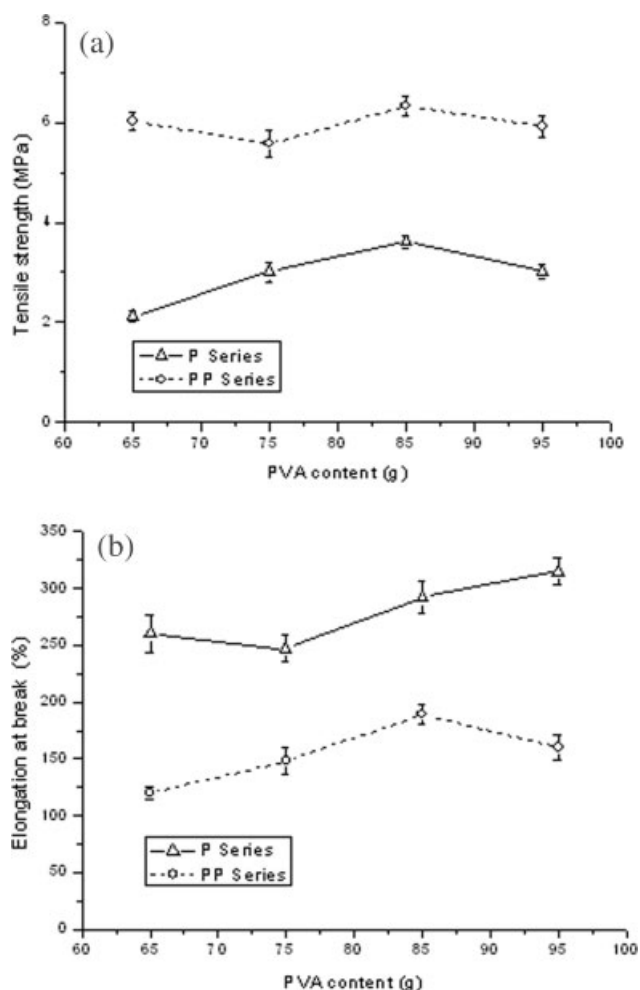 (a)
Tensile strength (MPa)
8
6
4
2
0
P Series
PP Series
60 65 70 75 80 85 90 95 100
PVA content (g)
(b)
Elongation at break (%)
350
300
250
200
150
100
50
0
P Series
PP Series
60 65 70 75 80 85 90 95 100
PVA content (g)